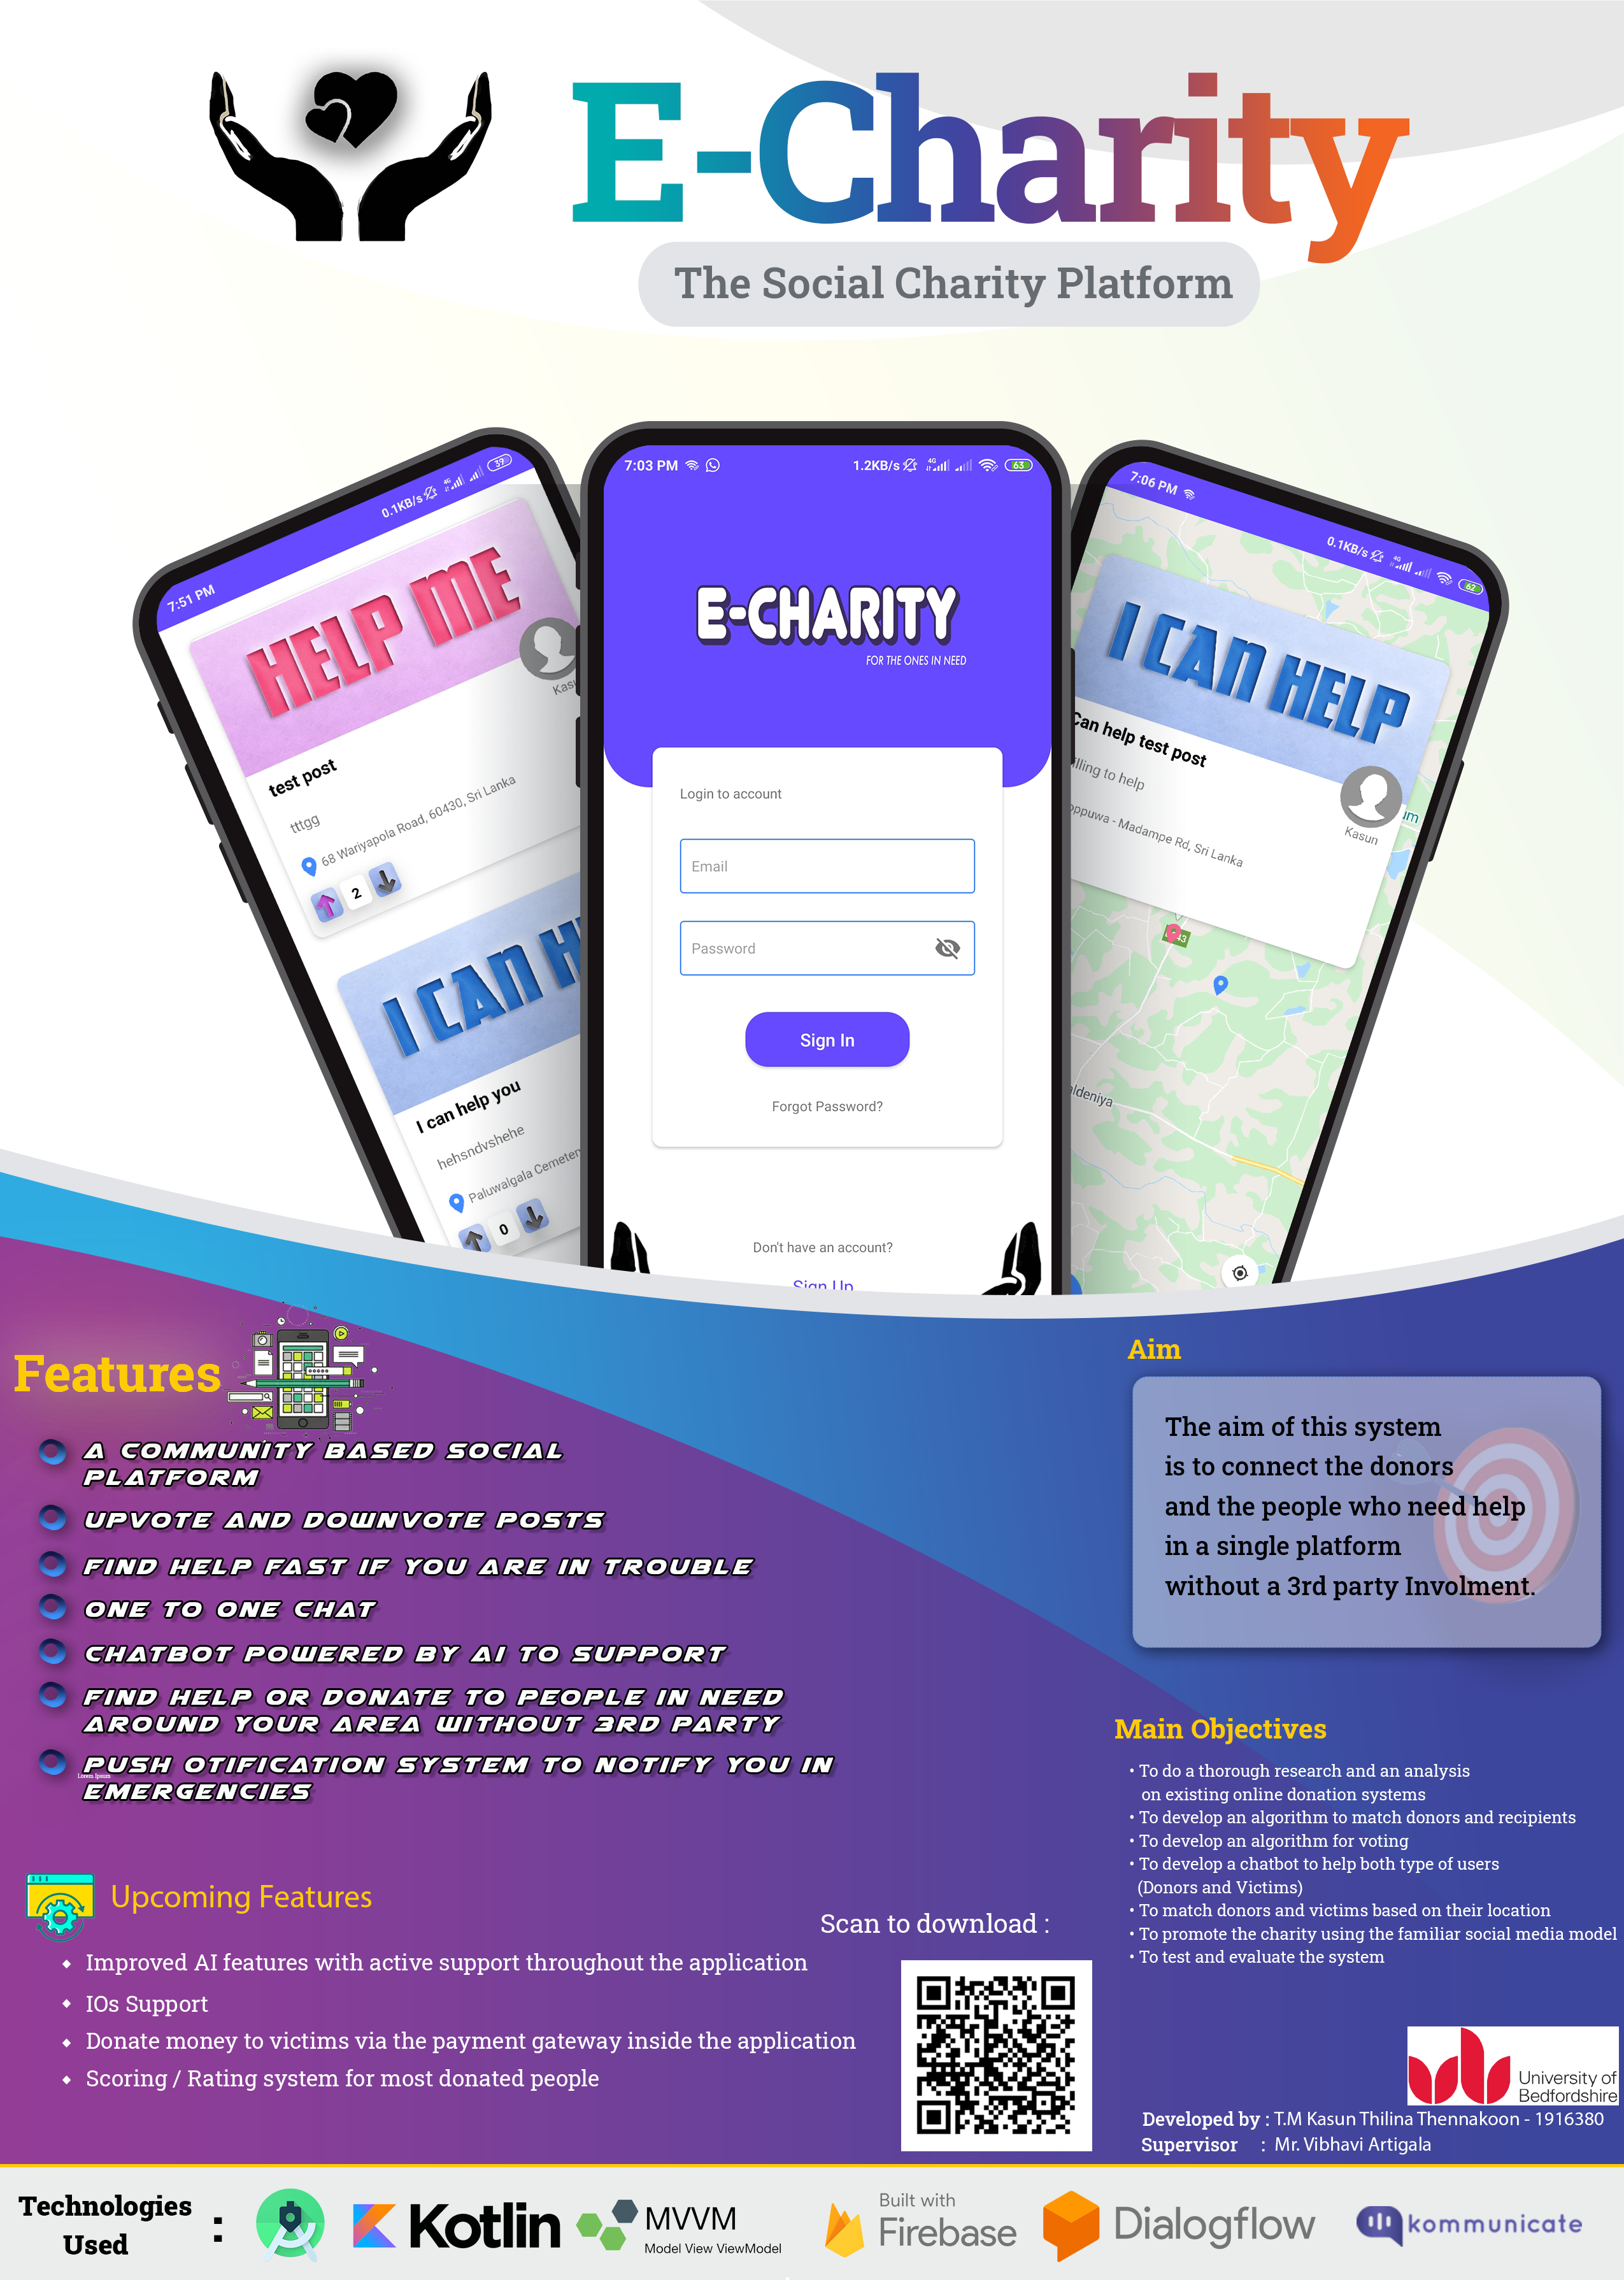 E-Charity
The Social Charity Platform
7:51 PM
0.1KB/s
4G
39
HELP ME
test post
tttgg
68 Wariyapola Road, 60430, Sri Lanka
2
I CAN H
I can help you
hehsndvshehe
Paluwalgala
0
7:03 PM
1.2KB/s
4G
63
E-CHARITY
FOR THE ONES IN NEED
Login to account
Email
Password
Sign In
Forgot Password?
Don't have an account?
Sign Up
7:06 PM
0.1KB/s
4G
62
I CAN HELP
Can help test post
illing to help
oppuwa - Madampe Rd, Sri Lanka
Kasun
um
43
aldeniya
Features
A COMMUNITY BASED SOCIAL
PLATFORM
UPVOTE AND DOWNVOTE POSTS
FIND HELP FAST IF YOU ARE IN TROUBLE
ONE TO ONE CHAT
CHATBOT POWERED BY AI TO SUPPORT
FIND HELP OR DONATE TO PEOPLE IN NEED
AROUND YOUR AREA WITHOUT 3RD PARTY
PUSH OTIFICATION SYSTEM TO NOTIFY YOU IN
Lorem Ipsum
EMERGENCIES
Aim
The aim of this system
is to connect the donors
and the people who need help
in a single platform
without a 3rd party Involment.
Main Objectives
• To do a thorough research and an analysis
on existing online donation systems
• To develop an algorithm to match donors and recipients
• To develop an algorithm for voting
• To develop a chatbot to help both type of users
(Donors and Victims)
• To match donors and victims based on their location
• To promote the charity using the familiar social media model
• To test and evaluate the system
Upcoming Features
Improved AI features with active support throughout the application
IOs Support
Donate money to victims via the payment gateway inside the application
Scoring / Rating system for most donated people
Scan to download :
University of
Bedfordshire
Developed by : T.M Kasun Thilina Thennakoon - 1916380
Supervisor : Mr. Vibhavi Artigala
Technologies
Used :
Kotlin
MVVM
Model View ViewModel
Built with
Firebase
Dialogflow
kommunicate